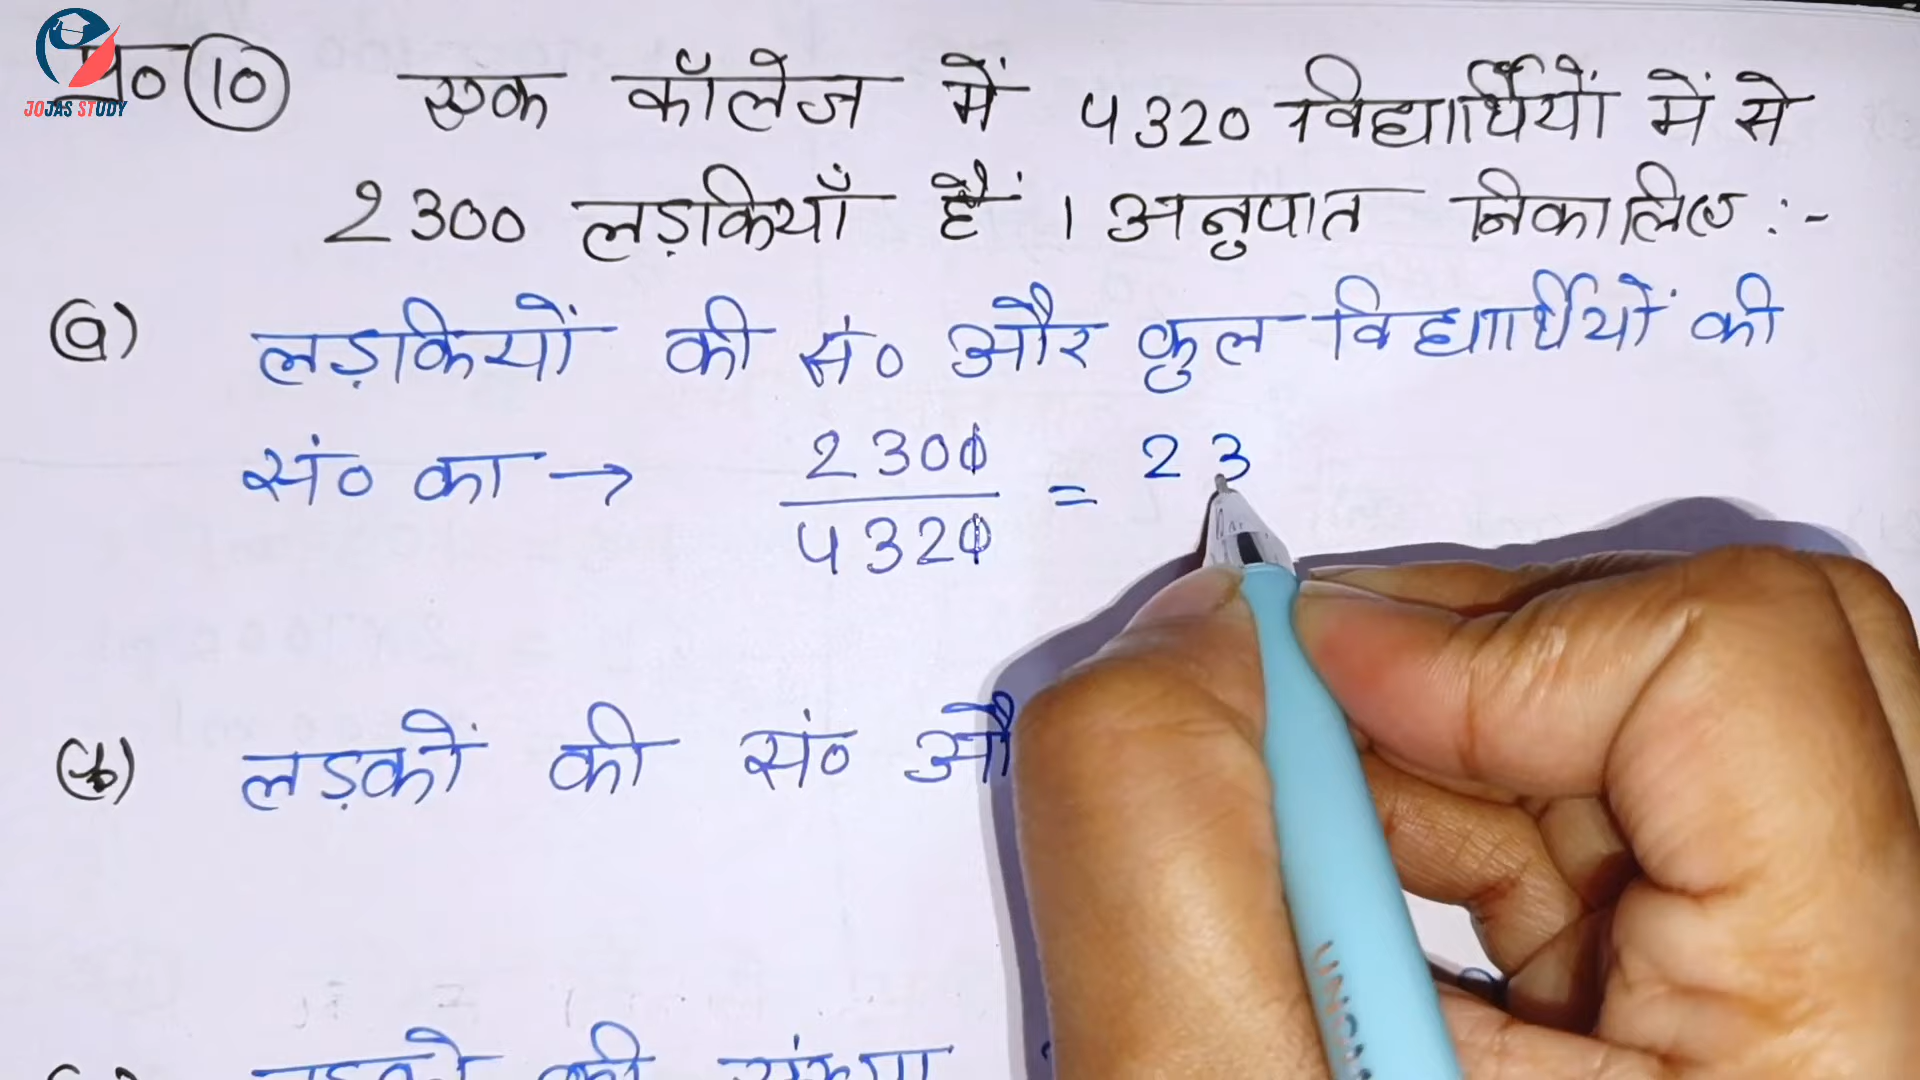 JOJAS STUDY
प्र० 10 एक कॉलेज में 4320 विद्यार्थियों में से
2300 लड़कियाँ हैं । अनुपात निकालिए :-
(a) लड़कियों की सं० और कुल विद्यार्थियों की
सं० का → 2300/4320 = 23
(b) लड़कों की सं० औ
की संख्या